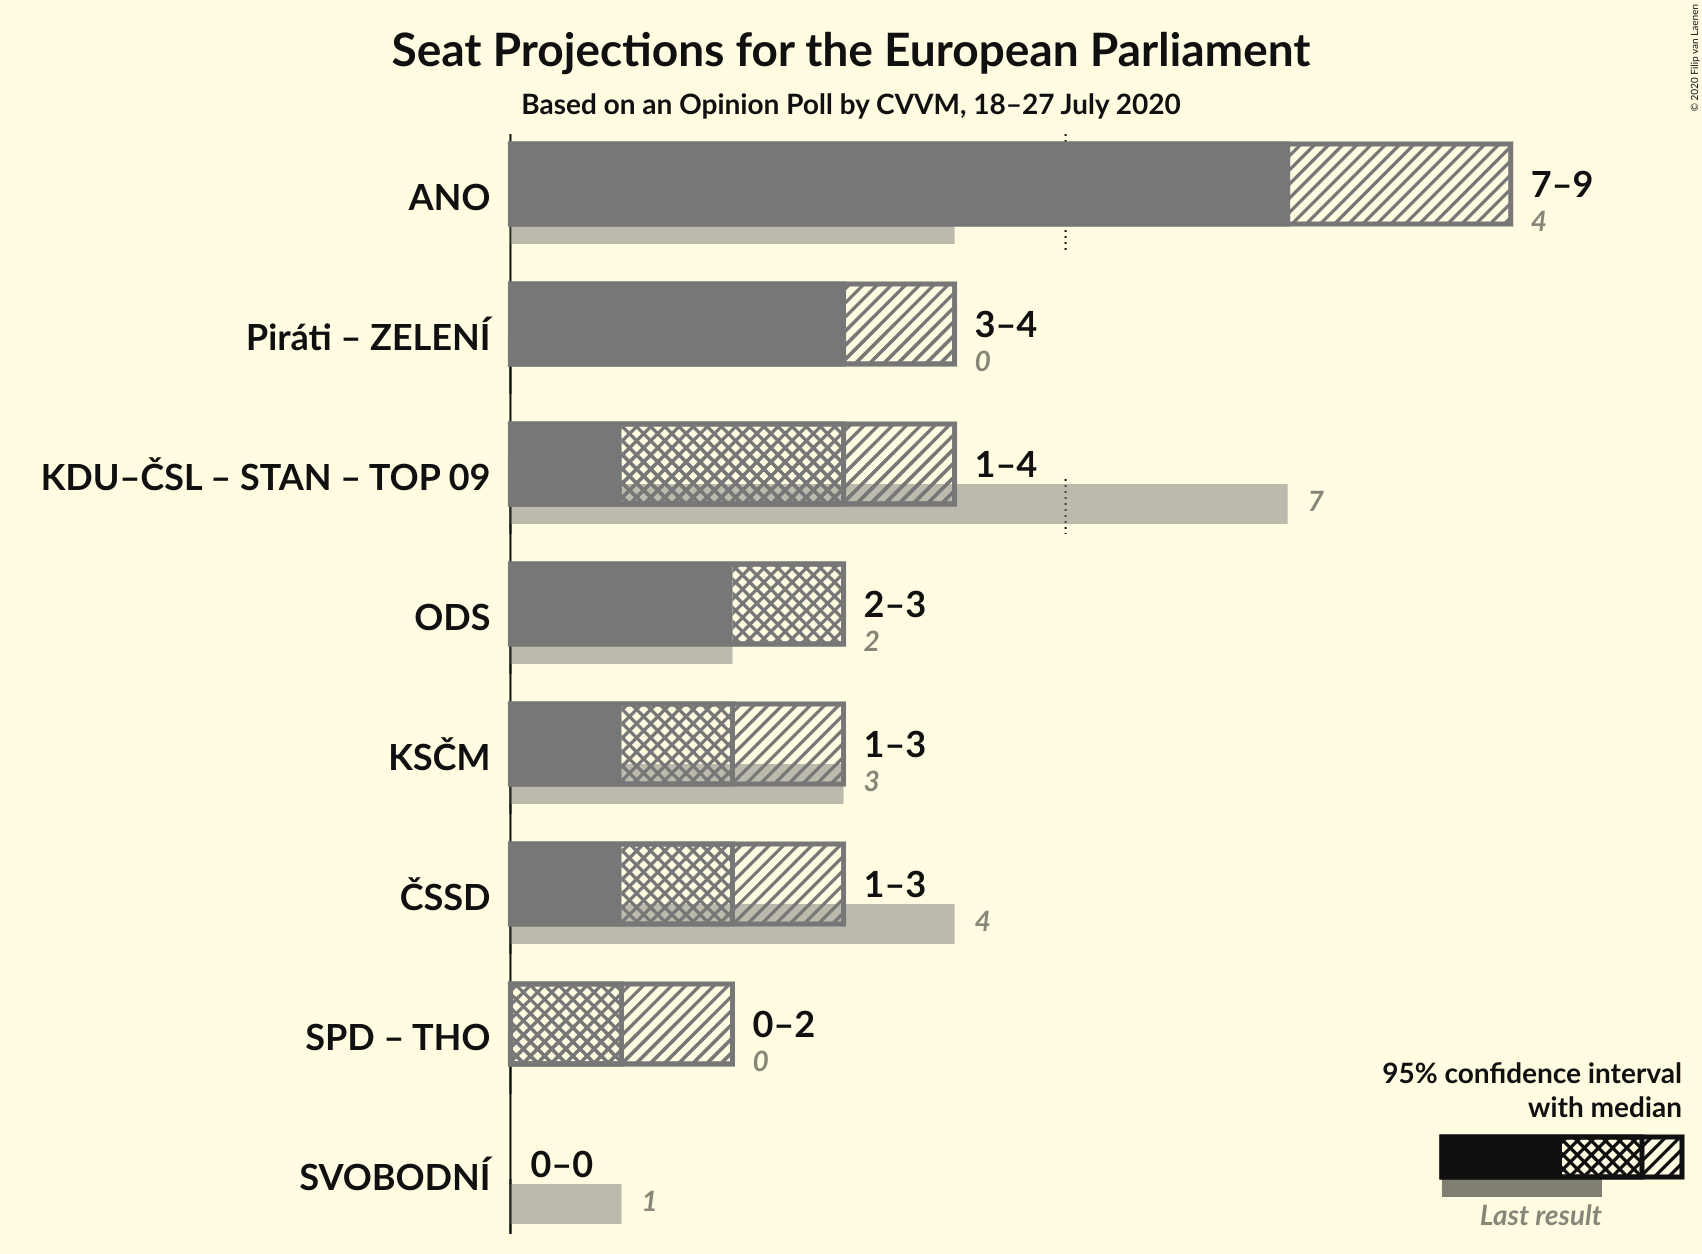 Seat Projections for the European Parliament
Based on an Opinion Poll by CVVM, 18–27 July 2020
© 2020 Filip van Laenen
ANO
7–9
4
Piráti – ZELENÍ
3–4
0
KDU–ČSL – STAN – TOP 09
1–4
7
ODS
2–3
2
KSČM
1–3
3
ČSSD
1–3
4
SPD – THO
0–2
0
SVOBODNÍ
0–0
1
95% confidence interval
with median
Last result